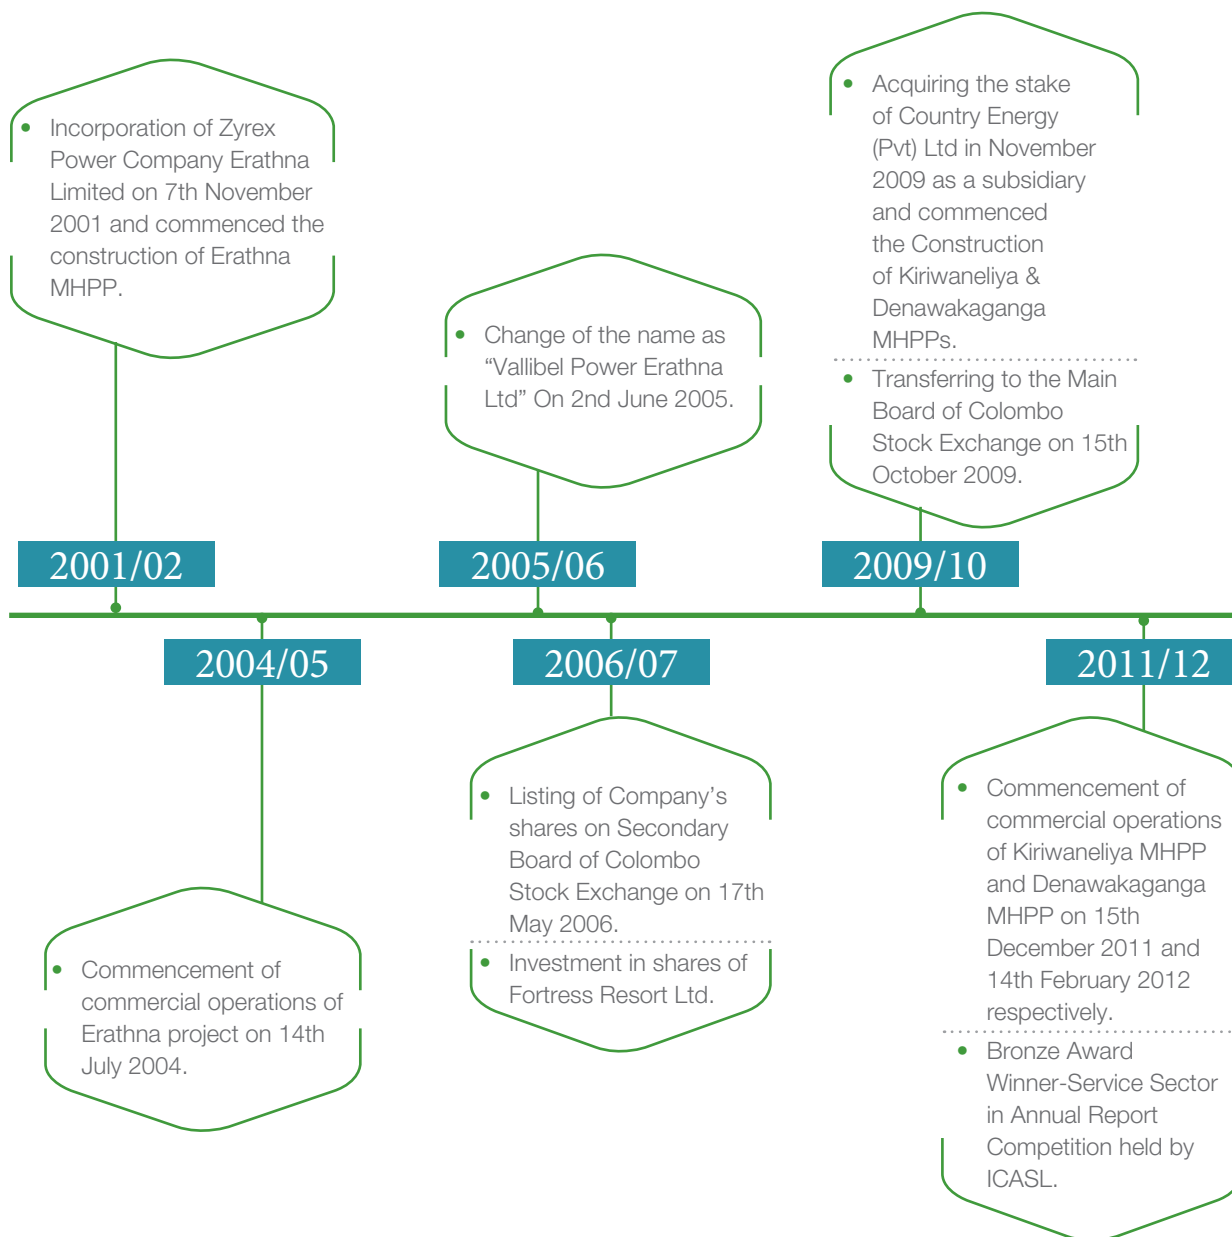 • Incorporation of Zyrex
Power Company Erathna
Limited on 7th November
2001 and commenced the
construction of Erathna
MHPP.
2001/02
2004/05
• Commencement of
commercial operations of
Erathna project on 14th
July 2004.
• Change of the name as
“Vallibel Power Erathna
Ltd” On 2nd June 2005.
2005/06
2006/07
• Listing of Company’s
shares on Secondary
Board of Colombo
Stock Exchange on 17th
May 2006.
• Investment in shares of
Fortress Resort Ltd.
• Acquiring the stake
of Country Energy
(Pvt) Ltd in November
2009 as a subsidiary
and commenced
the Construction
of Kiriwaneliya &
Denawakaganga
MHPPs.
• Transferring to the Main
Board of Colombo
Stock Exchange on 15th
October 2009.
2009/10
2011/12
• Commencement of
commercial operations
of Kiriwaneliya MHPP
and Denawakaganga
MHPP on 15th
December 2011 and
14th February 2012
respectively.
• Bronze Award
Winner-Service Sector
in Annual Report
Competition held by
ICASL.